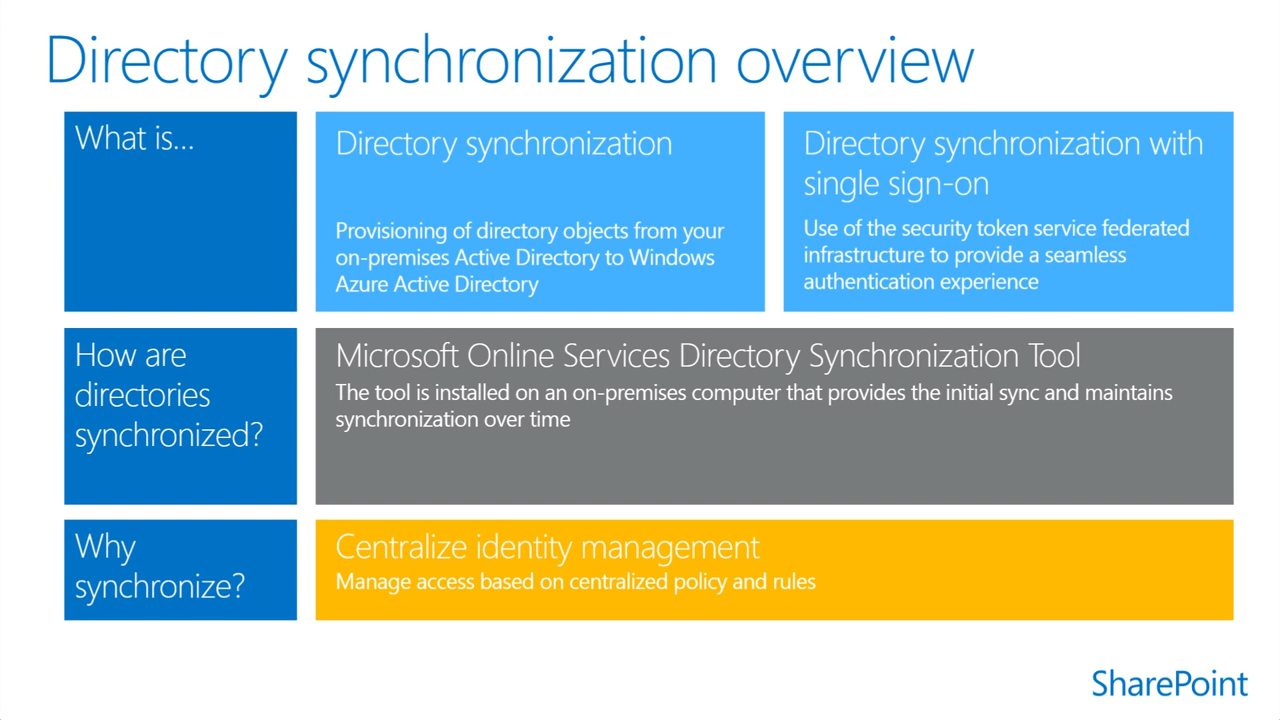 Directory synchronization overview
What is...
Directory synchronization
Provisioning of directory objects from your
on-premises Active Directory to Windows
Azure Active Directory
Directory synchronization with
single sign-on
Use of the security token service federated
infrastructure to provide a seamless
authentication experience
How are
directories
synchronized?
Microsoft Online Services Directory Synchronization Tool
The tool is installed on an on-premises computer that provides the initial sync and maintains
synchronization over time
Why
synchronize?
Centralize identity management
Manage access based on centralized policy and rules
SharePoint